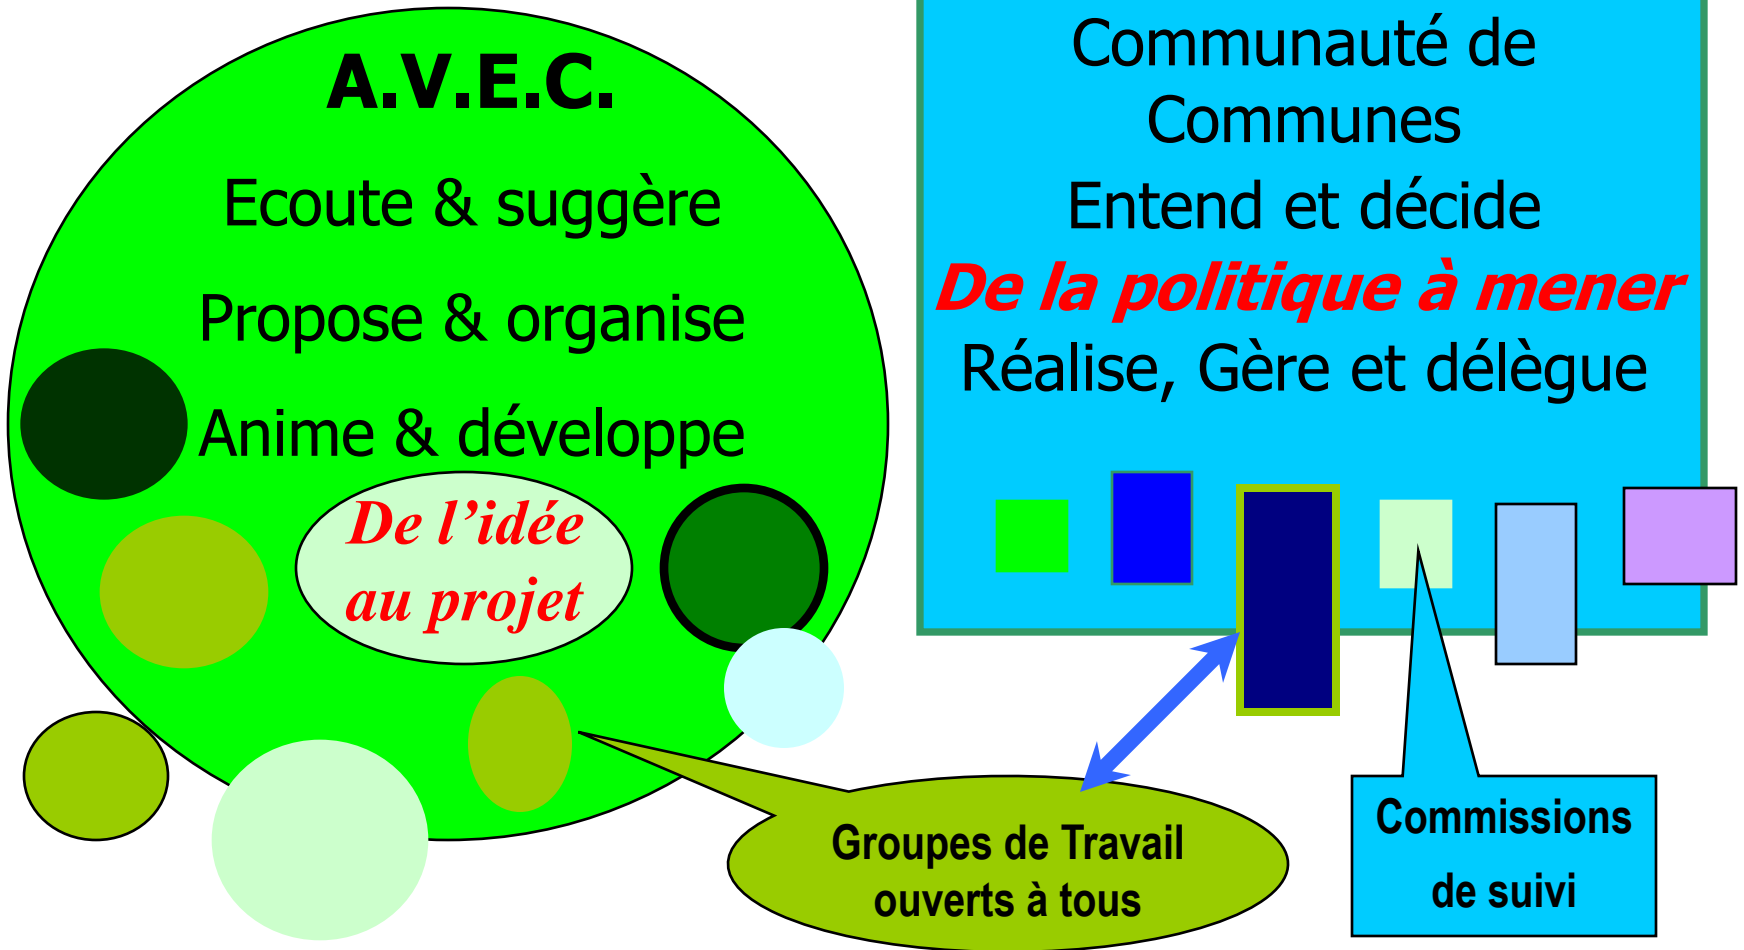 A.V.E.C.
Ecoute & suggère
Propose & organise
Anime & développe
De l’idée
au projet
Communauté de
Communes
Entend et décide
De la politique à mener
Réalise, Gère et délègue
Groupes de Travail
ouverts à tous
Commissions
de suivi